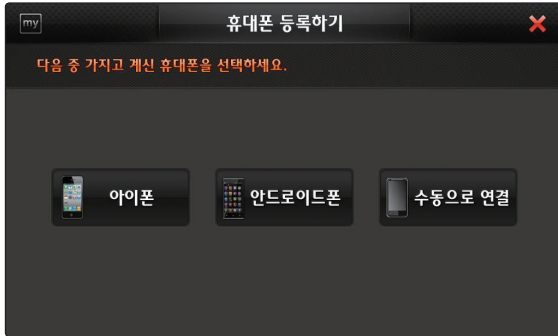 my
휴대폰 등록하기
다음 중 가지고 계신 휴대폰을 선택하세요.
아이폰
안드로이드폰
수동으로 연결